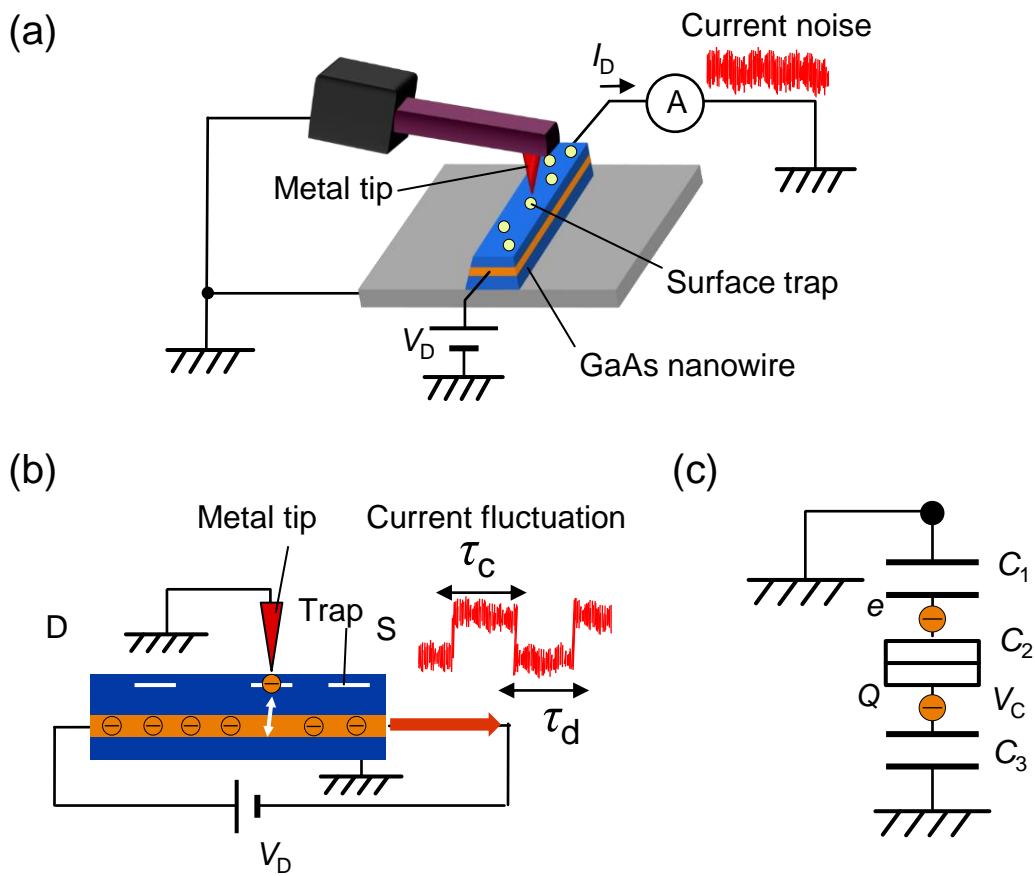 (a)
Current noise
I_D
A
Metal tip
Surface trap
V_D
GaAs nanowire
(b)
(c)
Metal tip
Current fluctuation
τ_c
C_1
Trap
e
D
S
C_2
Q
V_C
τ_d
C_3
V_D